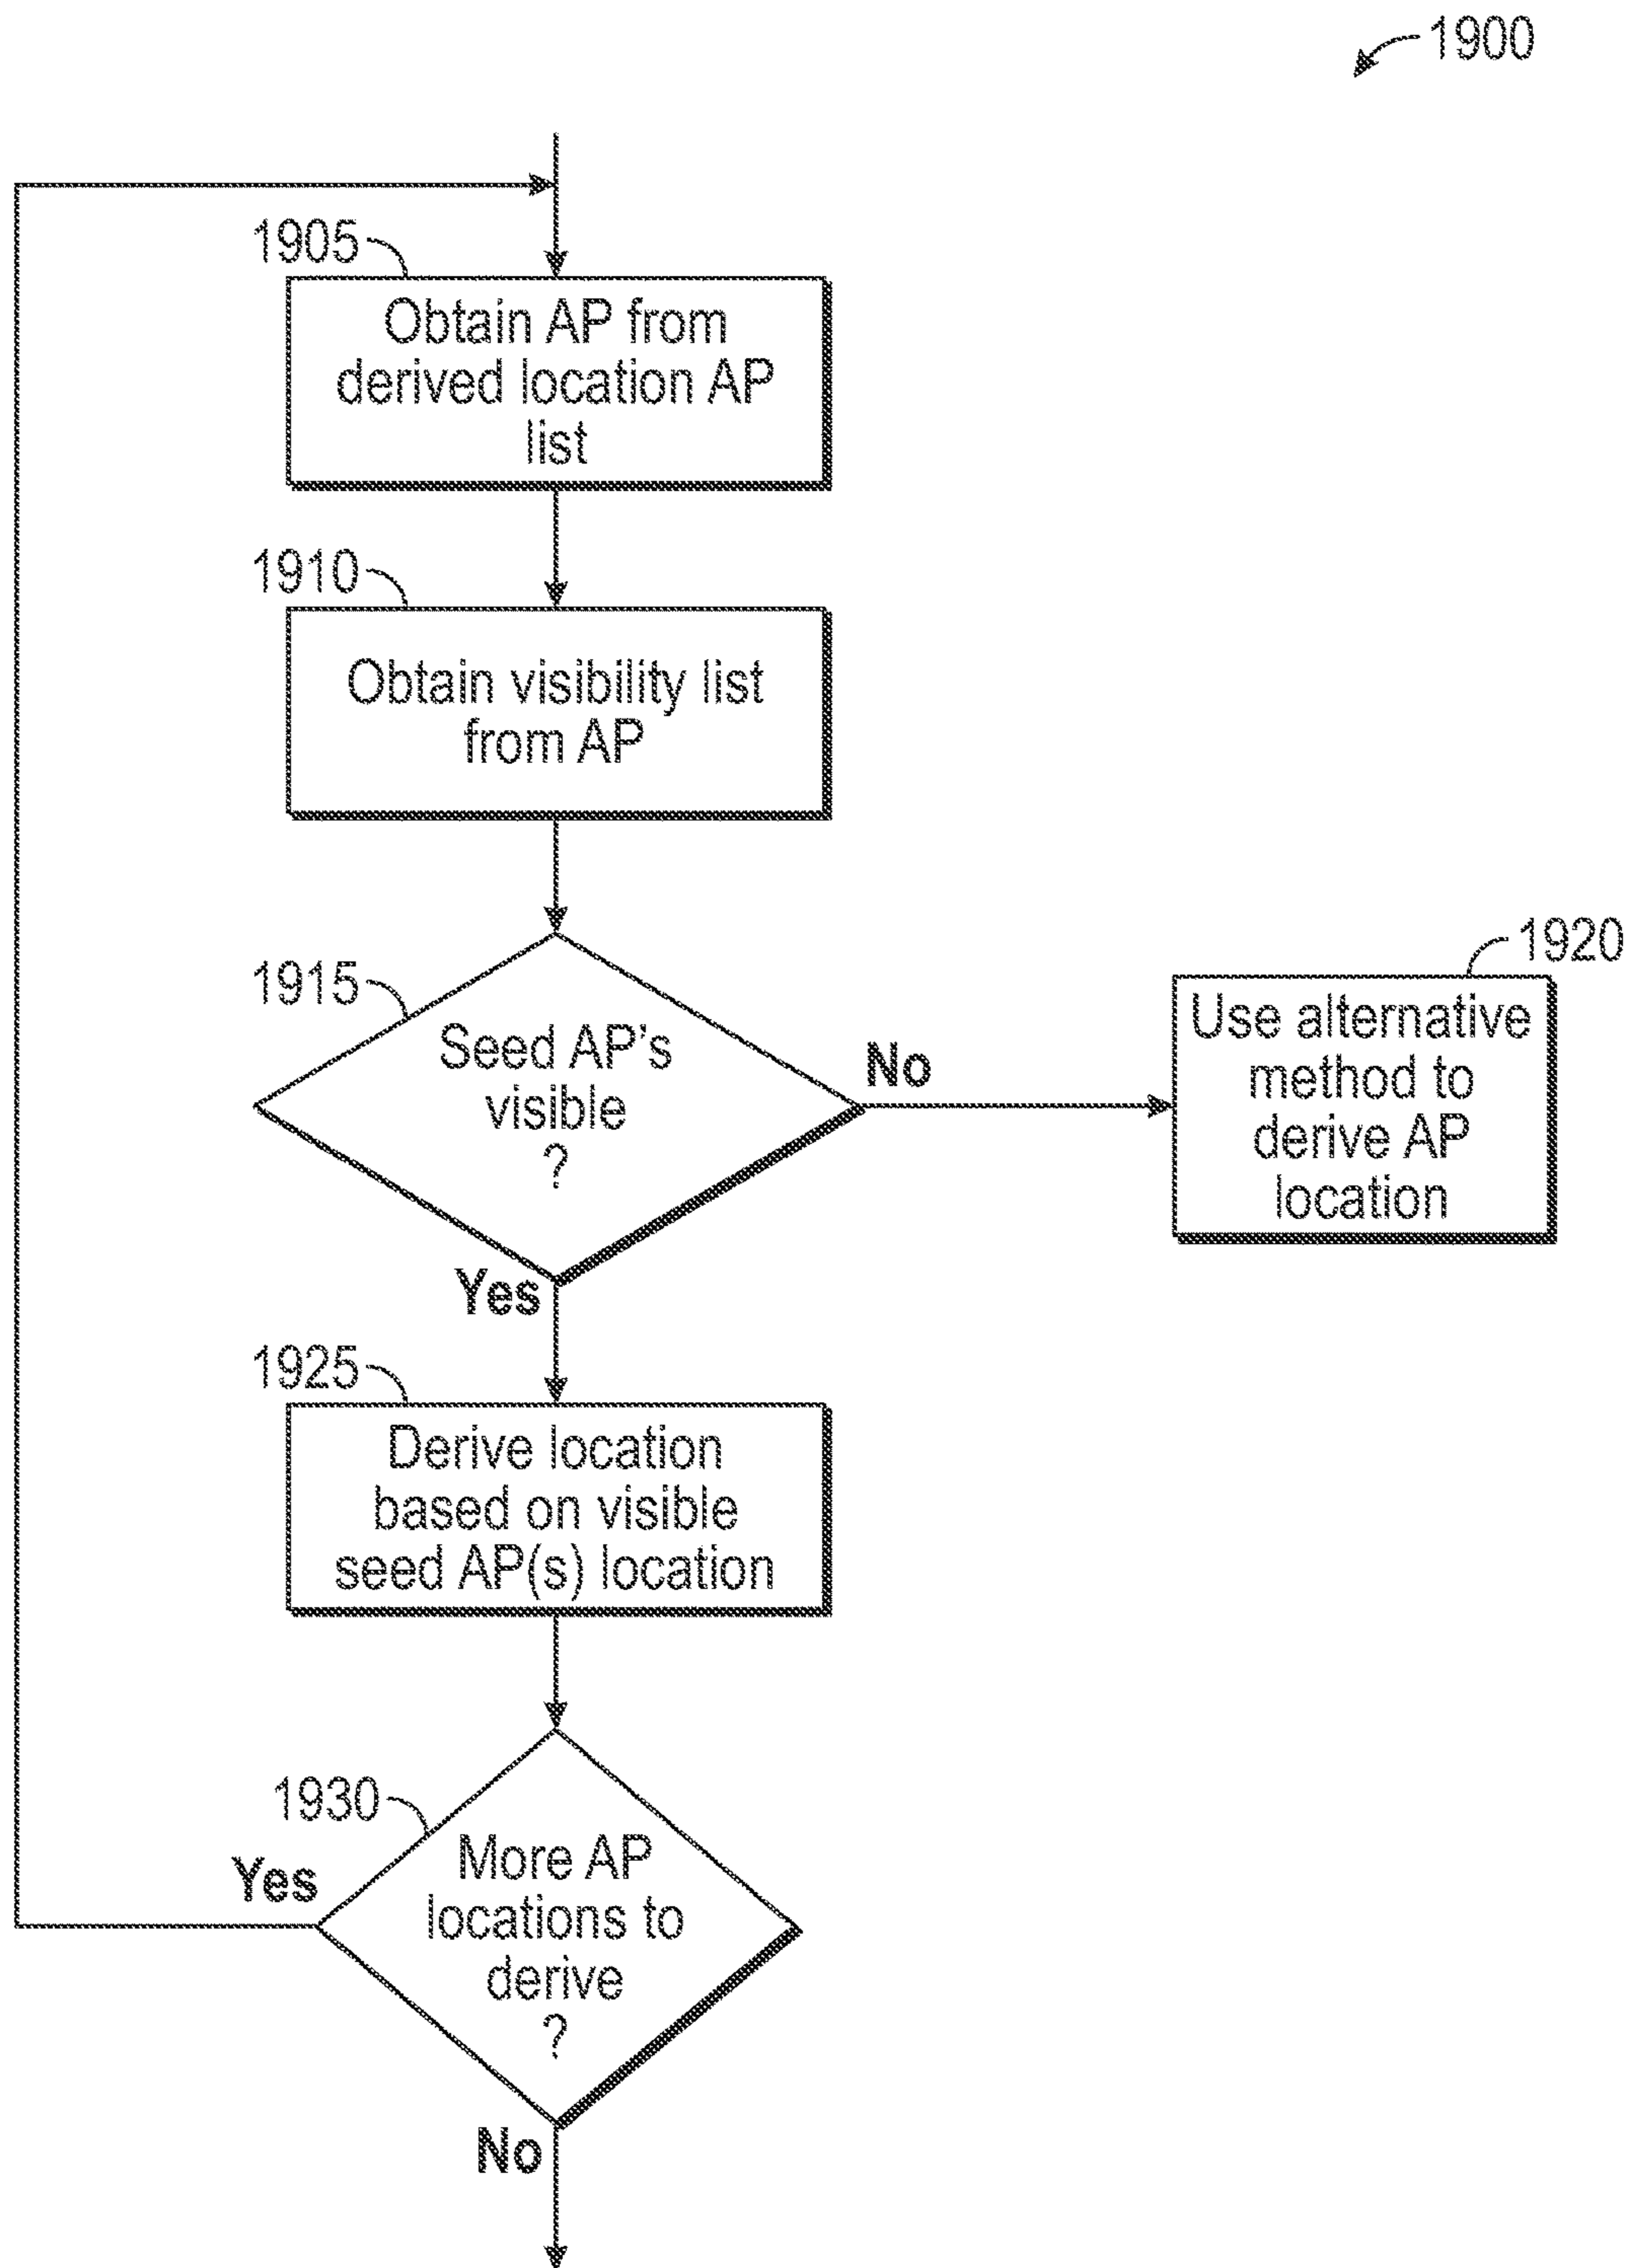 1900
1905
Obtain AP from
derived location AP
list
1910
Obtain visibility list
from AP
1915
Seed AP's
visible
?
No
1920
Use alternative
method to
derive AP
location
Yes
1925
Derive location
based on visible
seed AP(s) location
1930
Yes
More AP
locations to
derive
?
No